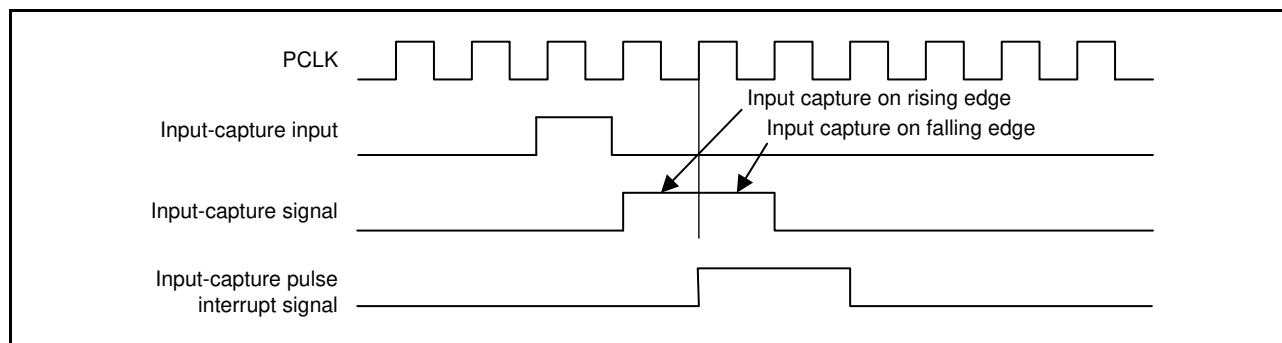 PCLK
Input capture on rising edge
Input-capture input
Input capture on falling edge
Input-capture signal
Input-capture pulse
interrupt signal